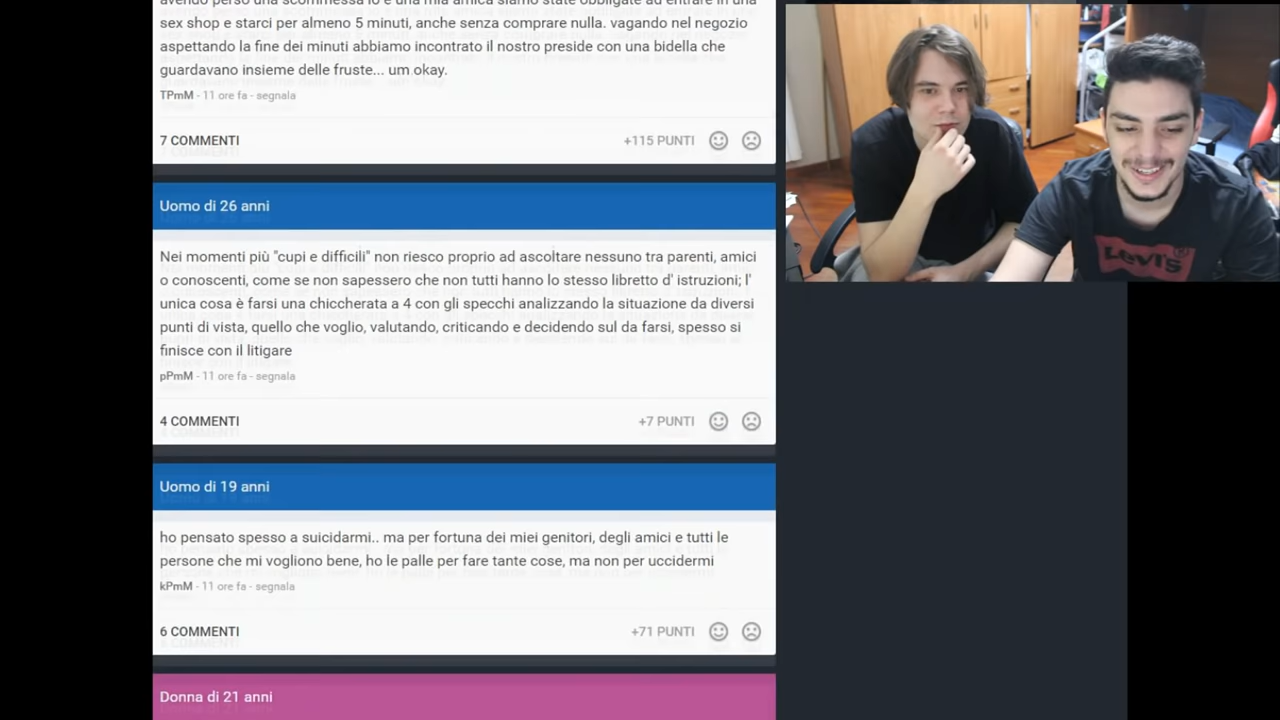 avendo perso una scommessa io e una mia amica siamo state obbligate ad entrare in una
sex shop e starci per almeno 5 minuti, anche senza comprare nulla. vagando nel negozio
aspettando la fine dei minuti abbiamo incontrato il nostro preside con una bidella che
guardavano insieme delle fruste... um okay.
TPmM - 11 ore fa - segnala
7 COMMENTI +115 PUNTI
Uomo di 26 anni
Nei momenti più "cupi e difficili" non riesco proprio ad ascoltare nessuno tra parenti, amici
o conoscenti, come se non sapessero che non tutti hanno lo stesso libretto d' istruzioni; l'
unica cosa è farsi una chiccherata a 4 con gli specchi analizzando la situazione da diversi
punti di vista, quello che voglio, valutando, criticando e decidendo sul da farsi, spesso si
finisce con il litigare
pPmM - 11 ore fa - segnala
4 COMMENTI +7 PUNTI
Uomo di 19 anni
ho pensato spesso a suicidarmi.. ma per fortuna dei miei genitori, degli amici e tutti le
persone che mi vogliono bene, ho le palle per fare tante cose, ma non per uccidermi
kPmM - 11 ore fa - segnala
6 COMMENTI +71 PUNTI
Donna di 21 anni
Levi's